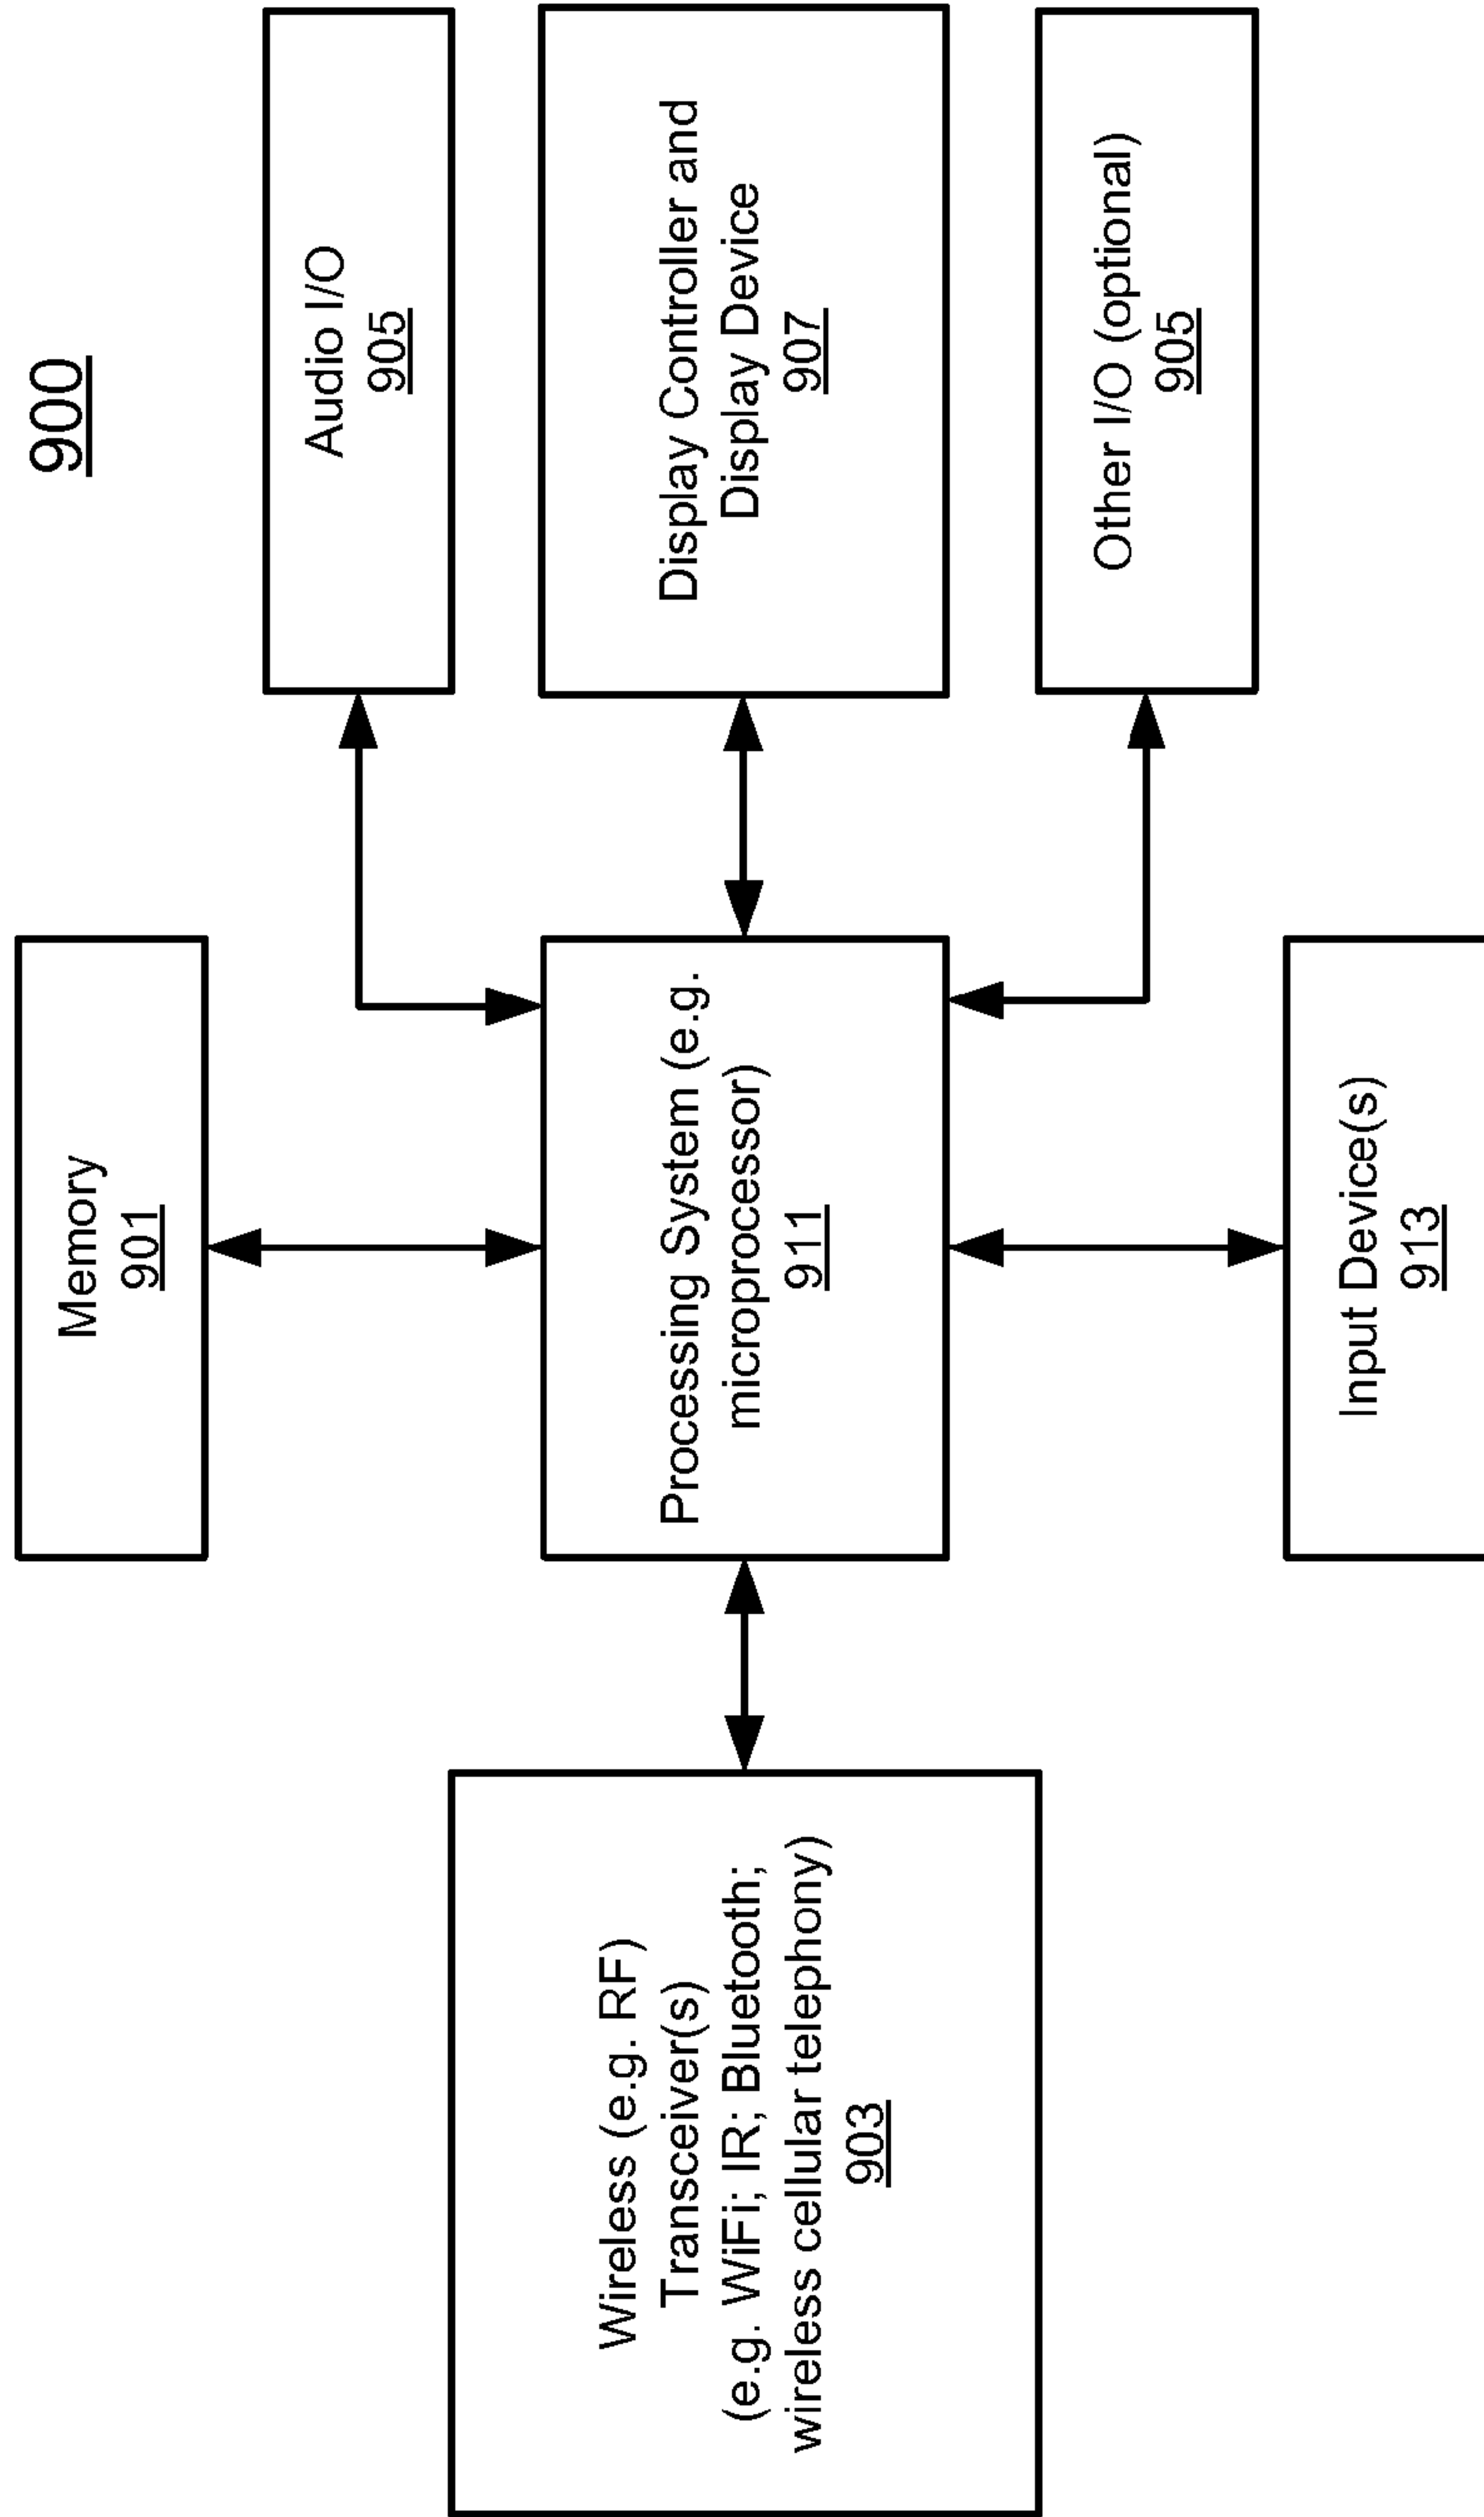 900
Memory
901
Audio I/O
905
Wireless (e.g. RF)
Transceiver(s)
(e.g. WiFi; IR; Bluetooth;
wireless cellular telephony)
903
Processing System (e.g.
microprocessor)
911
Display Controller and
Display Device
907
Other I/O (optional)
905
Input Device(s)
913